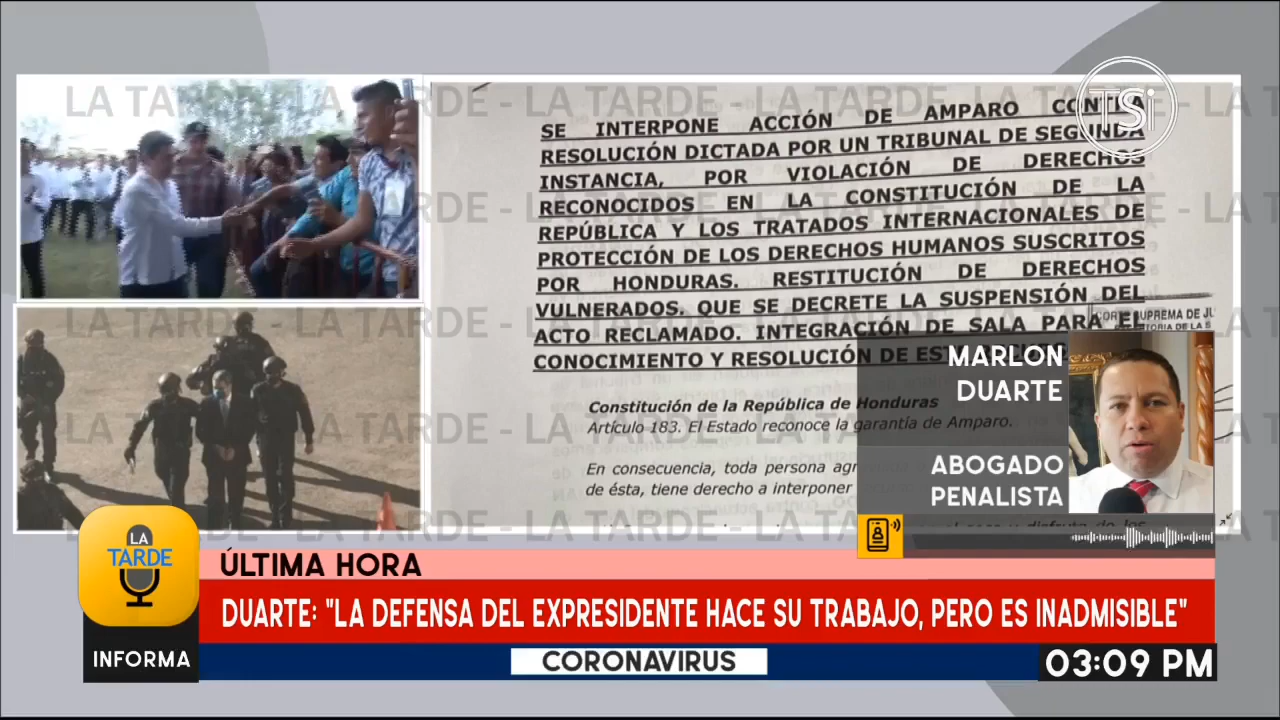 TSi
SE INTERPONE ACCIÓN DE AMPARO CONTRA
RESOLUCIÓN DICTADA POR UN TRIBUNAL DE SEGUNDA
INSTANCIA, POR VIOLACIÓN DE DERECHOS
RECONOCIDOS EN LA CONSTITUCIÓN DE LA
REPÚBLICA Y LOS TRATADOS INTERNACIONALES DE
PROTECCIÓN DE LOS DERECHOS HUMANOS SUSCRITOS
POR HONDURAS. RESTITUCIÓN DE DERECHOS
VULNERADOS. QUE SE DECRETE LA SUSPENSIÓN DEL
ACTO RECLAMADO. INTEGRACIÓN DE SALA PARA EL
CONOCIMIENTO Y RESOLUCIÓN DE
CORTE SUPREMA DE JU
Constitución de la República de Honduras
Artículo 183. El Estado reconoce la garantía de Amparo.
En consecuencia, toda persona
de ésta, tiene derecho a interponer
LA TARDE - LA TARDE - LA TARDE - LA TARDE - LA TARDE
MARLON
DUARTE
ABOGADO
PENALISTA
LA
TARDE
INFORMA
ÚLTIMA HORA
DUARTE: "LA DEFENSA DEL EXPRESIDENTE HACE SU TRABAJO, PERO ES INADMISIBLE"
CORONAVIRUS
03:09 PM